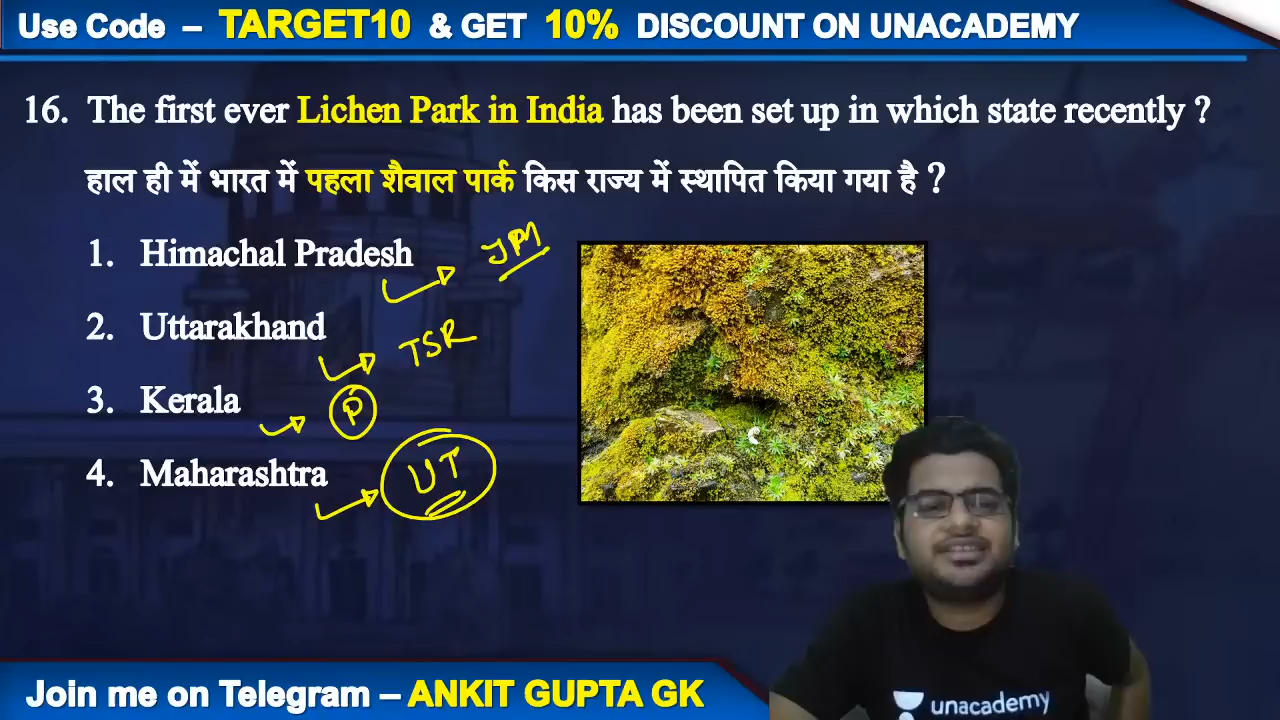 Use Code – TARGET10 & GET 10% DISCOUNT ON UNACADEMY
16. The first ever Lichen Park in India has been set up in which state recently ?
हाल ही में भारत में पहला शैवाल पार्क किस राज्य में स्थापित किया गया है ?
1. Himachal Pradesh JPM
2. Uttarakhand TSR
3. Kerala P
4. Maharashtra UT
Join me on Telegram – ANKIT GUPTA GK
unacademy